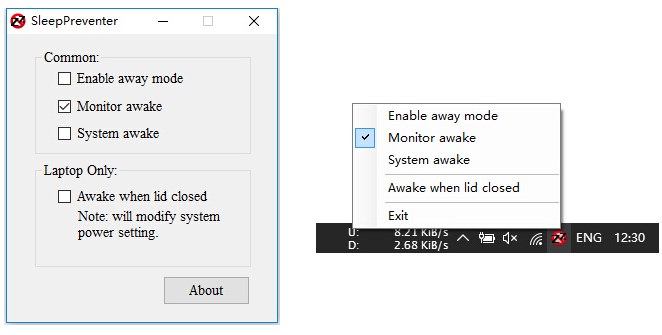 SleepPreventer
Common:
Enable away mode
Monitor awake
System awake
Laptop Only:
Awake when lid closed
Note: will modify system
power setting.
About
Enable away mode
Monitor awake
System awake
Awake when lid closed
Exit
U: 8.21 KiB/s
D: 2.68 KiB/s
ENG 12:30